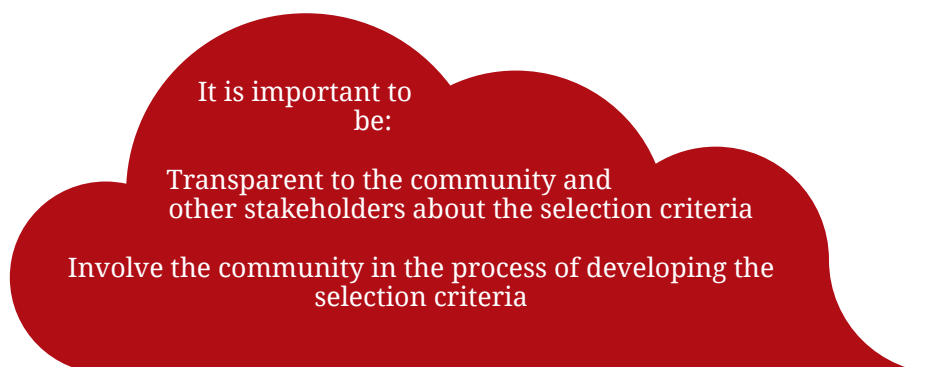 It is important to
be:
Transparent to the community and
other stakeholders about the selection criteria
Involve the community in the process of developing the
selection criteria